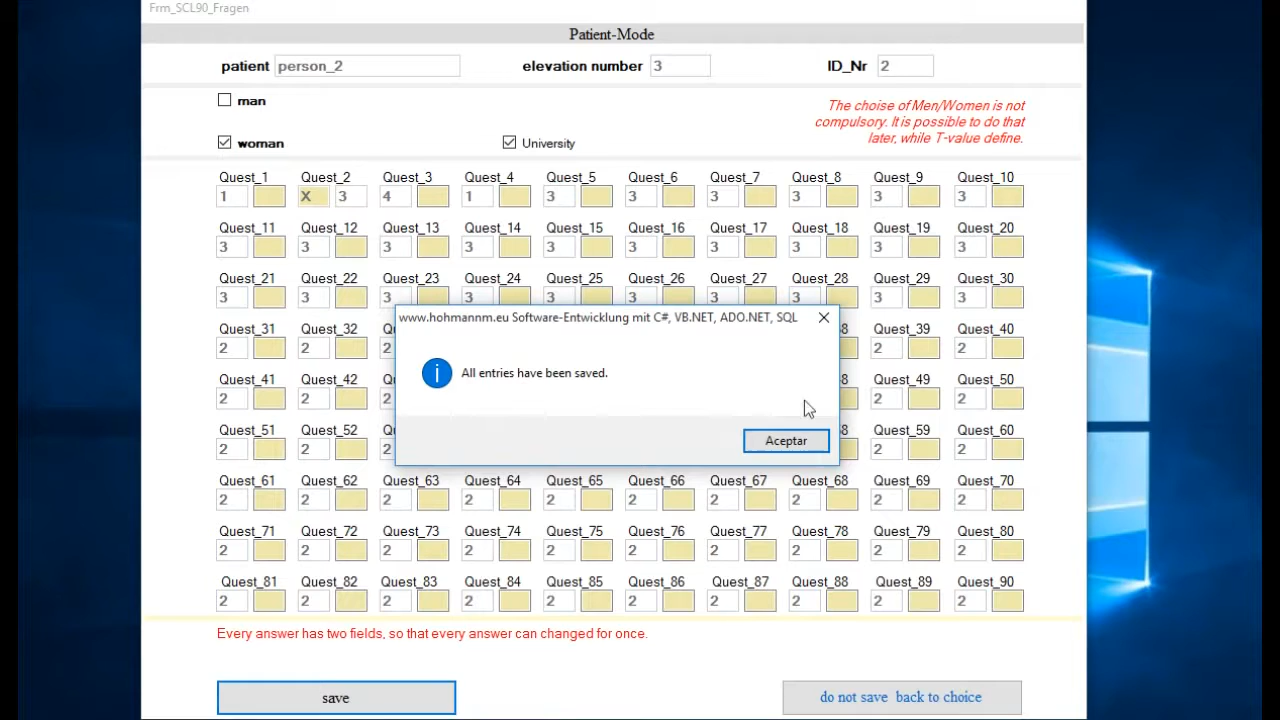 Frm_SCL90_Fragen
Patient-Mode
patient person_2 elevation number 3 ID_Nr 2
man
The choise of Men/Women is not
compulsory. It is possible to do that
later, while T-value define.
woman University
Quest_1 Quest_2 Quest_3 Quest_4 Quest_5 Quest_6 Quest_7 Quest_8 Quest_9 Quest_10
1 X 3 4 1 3 3 3 3 3 3
Quest_11 Quest_12 Quest_13 Quest_14 Quest_15 Quest_16 Quest_17 Quest_18 Quest_19 Quest_20
3 3 3 3 3 3 3 3 3 3
Quest_21 Quest_22 Quest_23 Quest_24 Quest_25 Quest_26 Quest_27 Quest_28 Quest_29 Quest_30
3 3 3 3 3 3 3 3 3 3
www.hohmannm.eu Software-Entwicklung mit C#, VB.NET, ADO.NET, SQL
All entries have been saved.
Aceptar
Quest_31 Quest_32 8 Quest_39 Quest_40
2 2 2 2 2
Quest_41 Quest_42 8 Quest_49 Quest_50
2 2 2 2 2
Quest_51 Quest_52 8 Quest_59 Quest_60
2 2 2 2 2
Quest_61 Quest_62 Quest_63 Quest_64 Quest_65 Quest_66 Quest_67 Quest_68 Quest_69 Quest_70
2 2 2 2 2 2 2 2 2 2
Quest_71 Quest_72 Quest_73 Quest_74 Quest_75 Quest_76 Quest_77 Quest_78 Quest_79 Quest_80
2 2 2 2 2 2 2 2 2 2
Quest_81 Quest_82 Quest_83 Quest_84 Quest_85 Quest_86 Quest_87 Quest_88 Quest_89 Quest_90
2 2 2 2 2 2 2 2 2 2
Every answer has two fields, so that every answer can changed for once.
save do not save back to choice